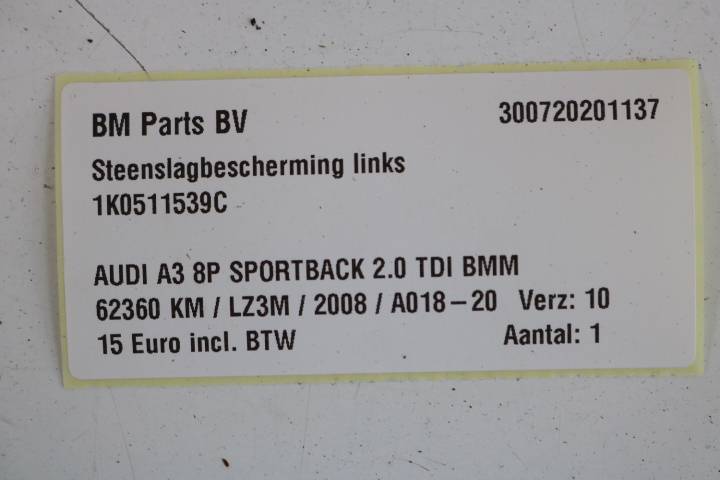 BM Parts BV 300720201137
Steenslagbescherming links
1K0511539C
AUDI A3 8P SPORTBACK 2.0 TDI BMM
62360 KM / LZ3M / 2008 / A018-20 Verz: 10
15 Euro incl. BTW Aantal: 1